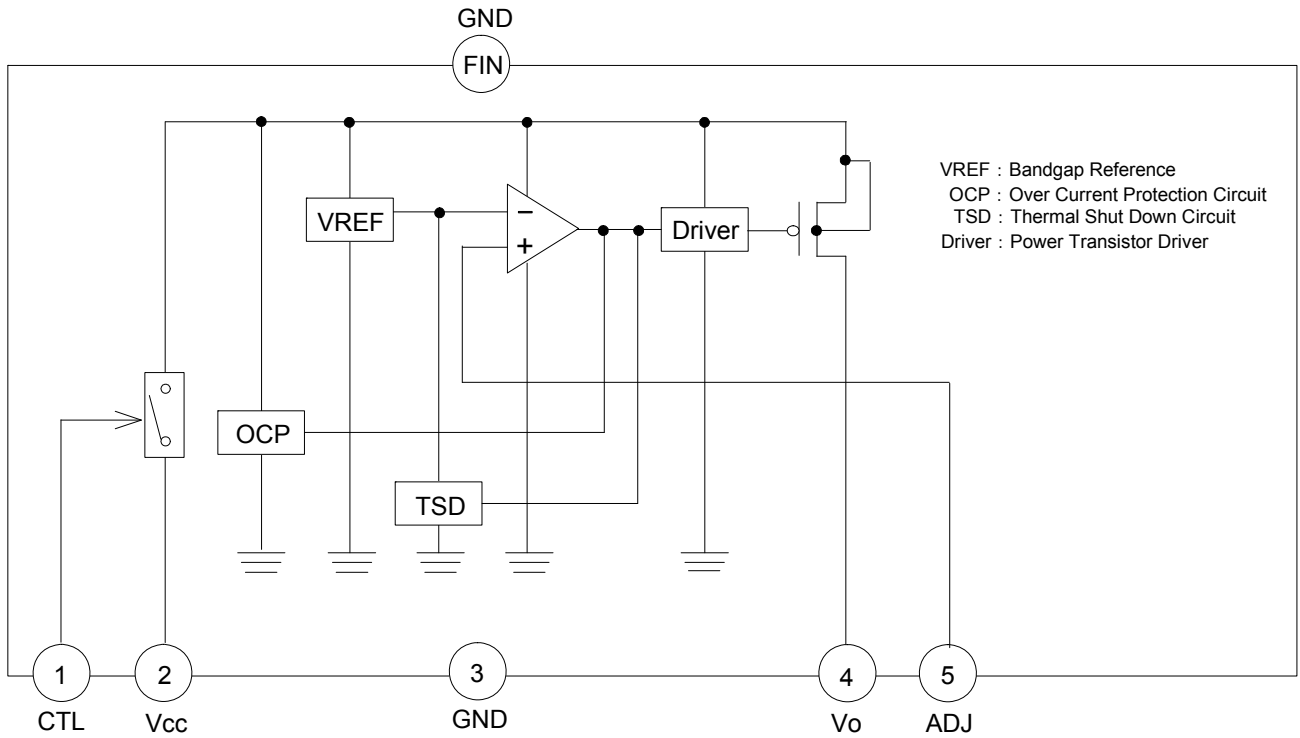 GND
FIN
VREF : Bandgap Reference
OCP : Over Current Protection Circuit
TSD : Thermal Shut Down Circuit
Driver : Power Transistor Driver
VREF
−
+
Driver
OCP
TSD
1
2
3
4
5
CTL
Vcc
GND
Vo
ADJ